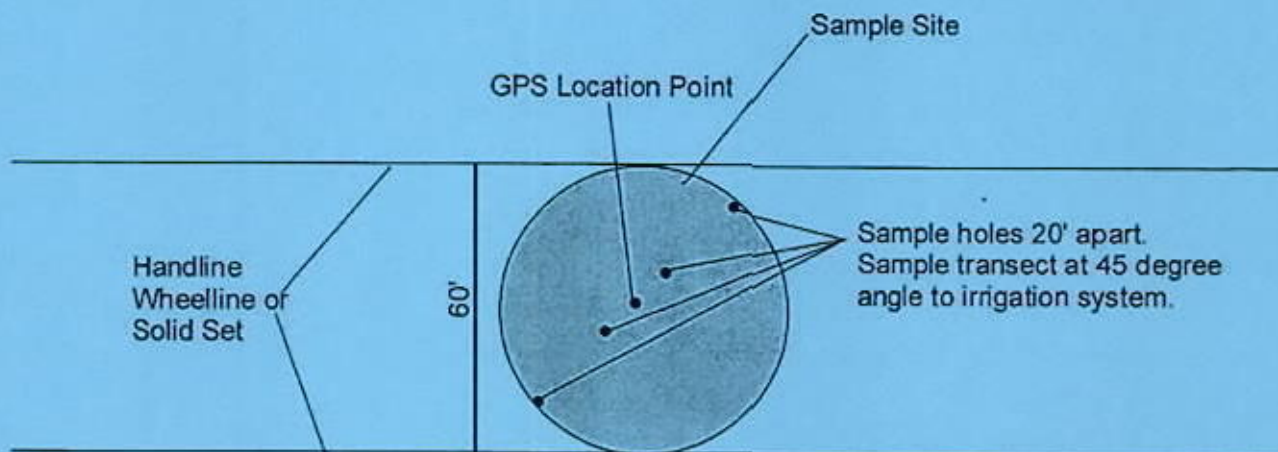 Sample Site
GPS Location Point
Handline
Wheelline or
Solid Set
60'
Sample holes 20' apart.
Sample transect at 45 degree
angle to irrigation system.